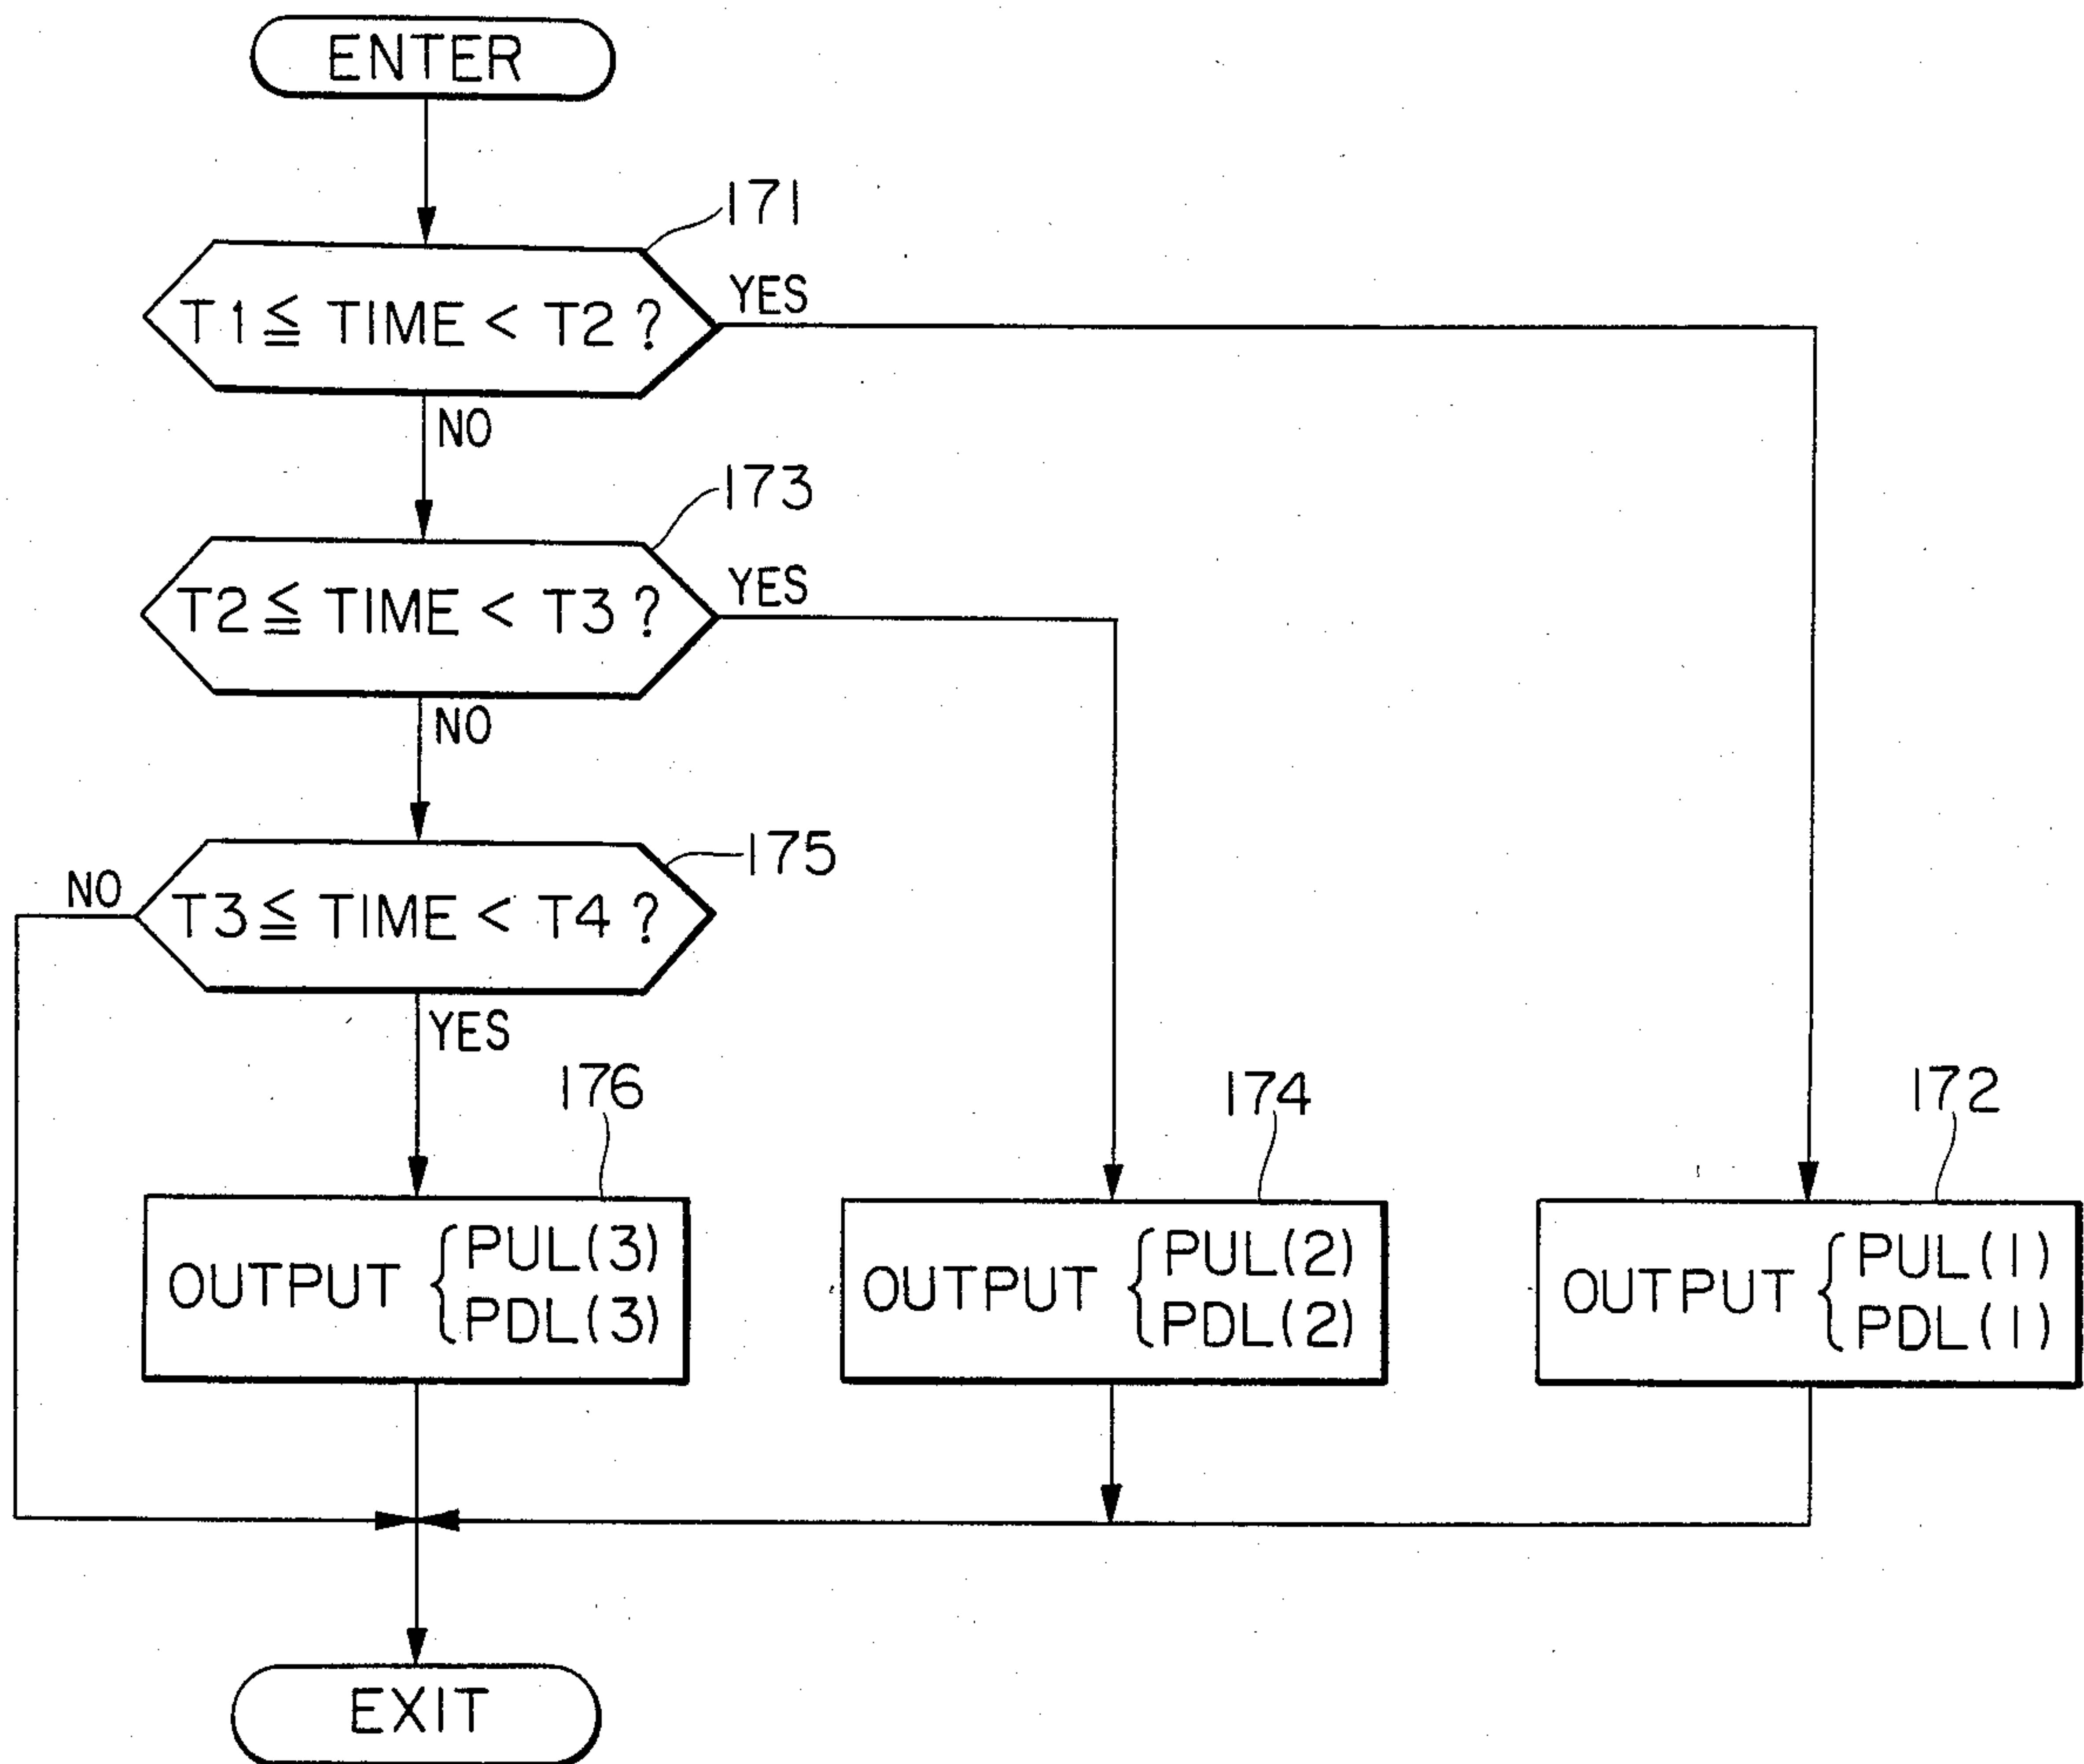 ENTER
171
T1 ≦ TIME < T2 ?
YES
NO
173
T2 ≦ TIME < T3 ?
YES
NO
175
NO
T3 ≦ TIME < T4 ?
YES
176
OUTPUT { PUL(3)
PDL(3)
174
OUTPUT { PUL(2)
PDL(2)
172
OUTPUT { PUL(1)
PDL(1)
EXIT